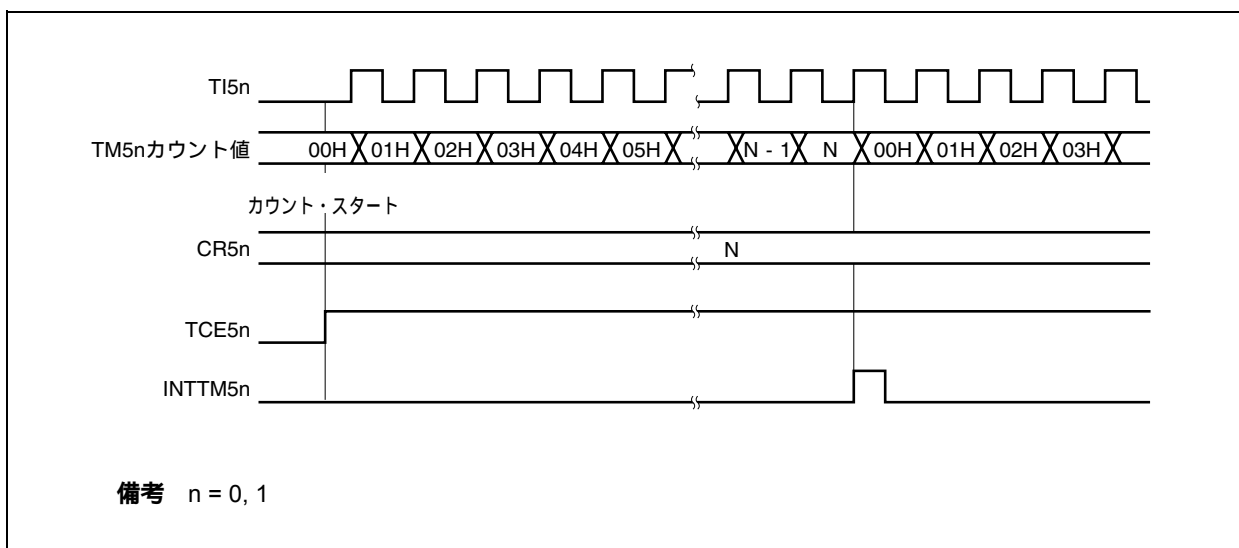 TI5n
TM5nカウント値 00H 01H 02H 03H 04H 05H N - 1 N 00H 01H 02H 03H
カウント・スタート
CR5n N
TCE5n
INTTM5n
備考 n = 0, 1